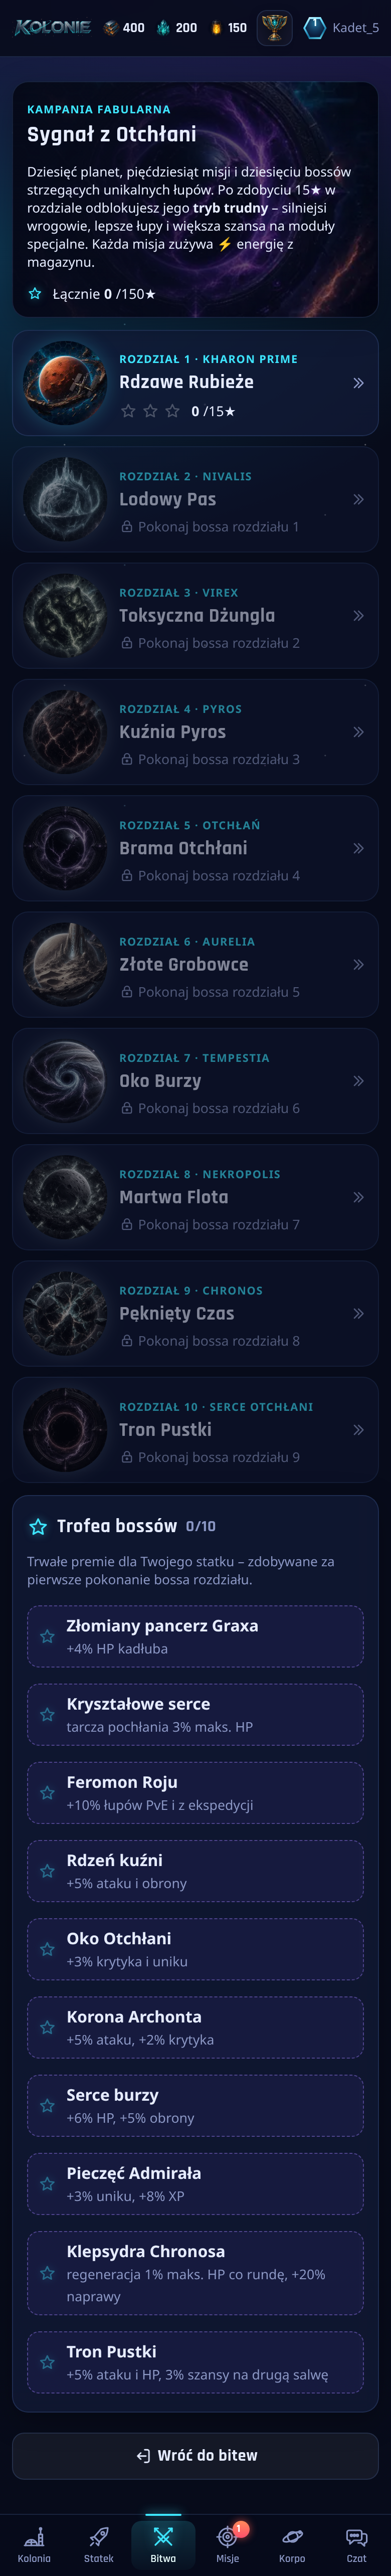 KOLONIE 400 200 150 1 Kadet_5
KAMPANIA FABULARNA
Sygnał z Otchłani
Dziesięć planet, pięćdziesiąt misji i dziesięciu bossów
strzegących unikalnych łupów. Po zdobyciu 15★ w
rozdziale odblokujesz jego tryb trudny – silniejsi
wrogowie, lepsze łupy i większa szansa na moduły
specjalne. Każda misja zużywa ⚡ energię z
magazynu.
Łącznie 0 /150★
ROZDZIAŁ 1 · KHARON PRIME
Rdzawe Rubieże
0 /15★
ROZDZIAŁ 2 · NIVALIS
Lodowy Pas
Pokonaj bossa rozdziału 1
ROZDZIAŁ 3 · VIREX
Toksyczna Dżungla
Pokonaj bossa rozdziału 2
ROZDZIAŁ 4 · PYROS
Kuźnia Pyros
Pokonaj bossa rozdziału 3
ROZDZIAŁ 5 · OTCHŁAŃ
Brama Otchłani
Pokonaj bossa rozdziału 4
ROZDZIAŁ 6 · AURELIA
Złote Grobowce
Pokonaj bossa rozdziału 5
ROZDZIAŁ 7 · TEMPESTIA
Oko Burzy
Pokonaj bossa rozdziału 6
ROZDZIAŁ 8 · NEKROPOLIS
Martwa Flota
Pokonaj bossa rozdziału 7
ROZDZIAŁ 9 · CHRONOS
Pęknięty Czas
Pokonaj bossa rozdziału 8
ROZDZIAŁ 10 · SERCE OTCHŁANI
Tron Pustki
Pokonaj bossa rozdziału 9
Trofea bossów 0/10
Trwałe premie dla Twojego statku – zdobywane za
pierwsze pokonanie bossa rozdziału.
Złomiany pancerz Graxa
+4% HP kadłuba
Kryształowe serce
tarcza pochłania 3% maks. HP
Feromon Roju
+10% łupów PvE i z ekspedycji
Rdzeń kuźni
+5% ataku i obrony
Oko Otchłani
+3% krytyka i uniku
Korona Archonta
+5% ataku, +2% krytyka
Serce burzy
+6% HP, +5% obrony
Pieczęć Admirała
+3% uniku, +8% XP
Klepsydra Chronosa
regeneracja 1% maks. HP co rundę, +20%
naprawy
Tron Pustki
+5% ataku i HP, 3% szansy na drugą salwę
Wróć do bitew
1
Kolonia Statek Bitwa Misje Korpo Czat